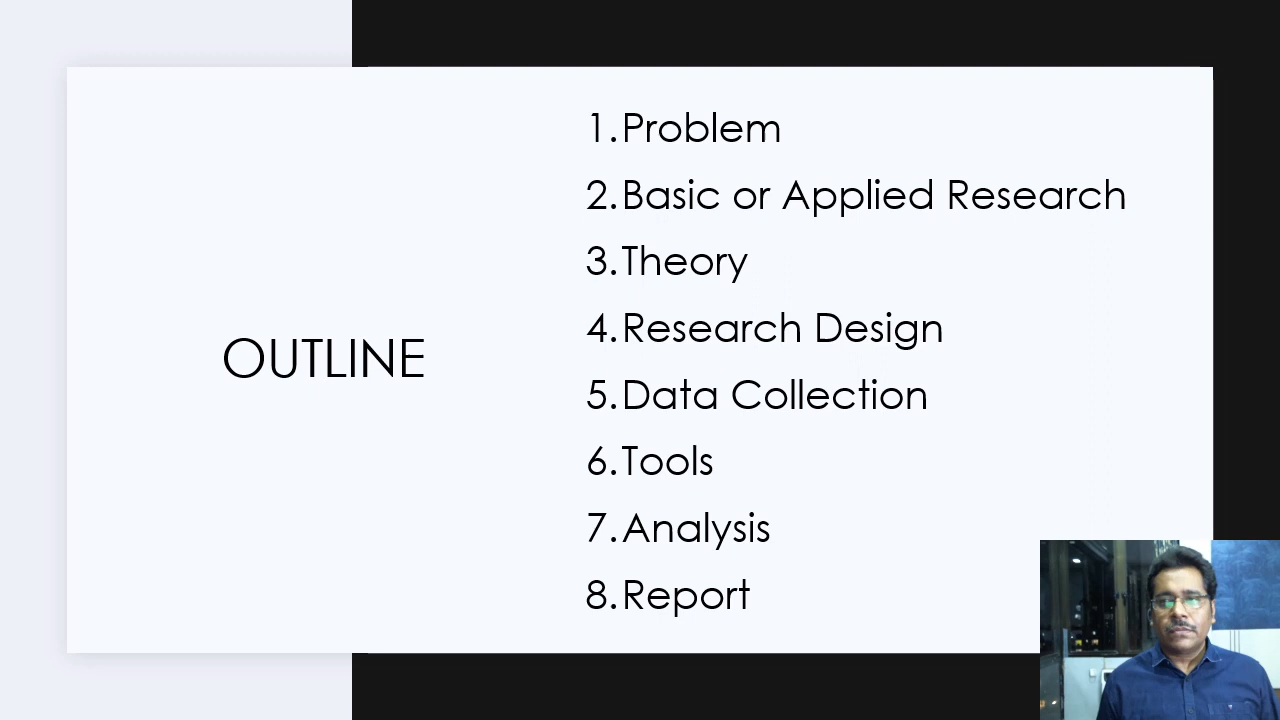 OUTLINE
1. Problem
2. Basic or Applied Research
3. Theory
4. Research Design
5. Data Collection
6. Tools
7. Analysis
8. Report